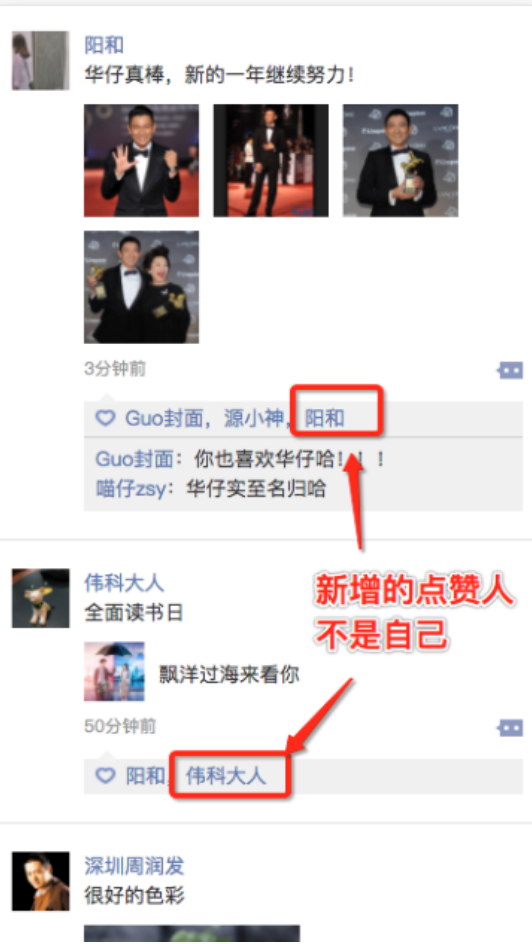 阳和
华仔真棒，新的一年继续努力！
3分钟前
Guo封面，源小神，阳和
Guo封面：你也喜欢华仔哈！！！
喵仔zsy：华仔实至名归哈
伟科大人
全面读书日
新增的点赞人
不是自己
飘洋过海来看你
50分钟前
阳和，伟科大人
深圳周润发
很好的色彩